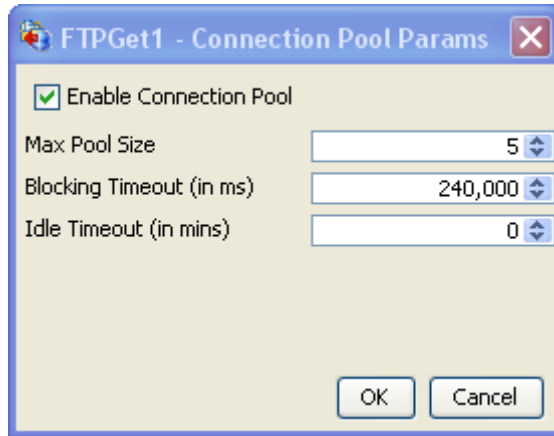 FTPGet1 - Connection Pool Params
Enable Connection Pool
Max Pool Size 5
Blocking Timeout (in ms) 240,000
Idle Timeout (in mins) 0
OK Cancel